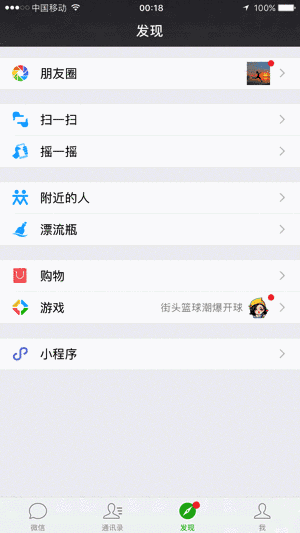 中国移动 00:18 100%
发现
朋友圈
扫一扫
摇一摇
附近的人
漂流瓶
购物
游戏 街头篮球潮爆开球
小程序
微信 通讯录 发现 我